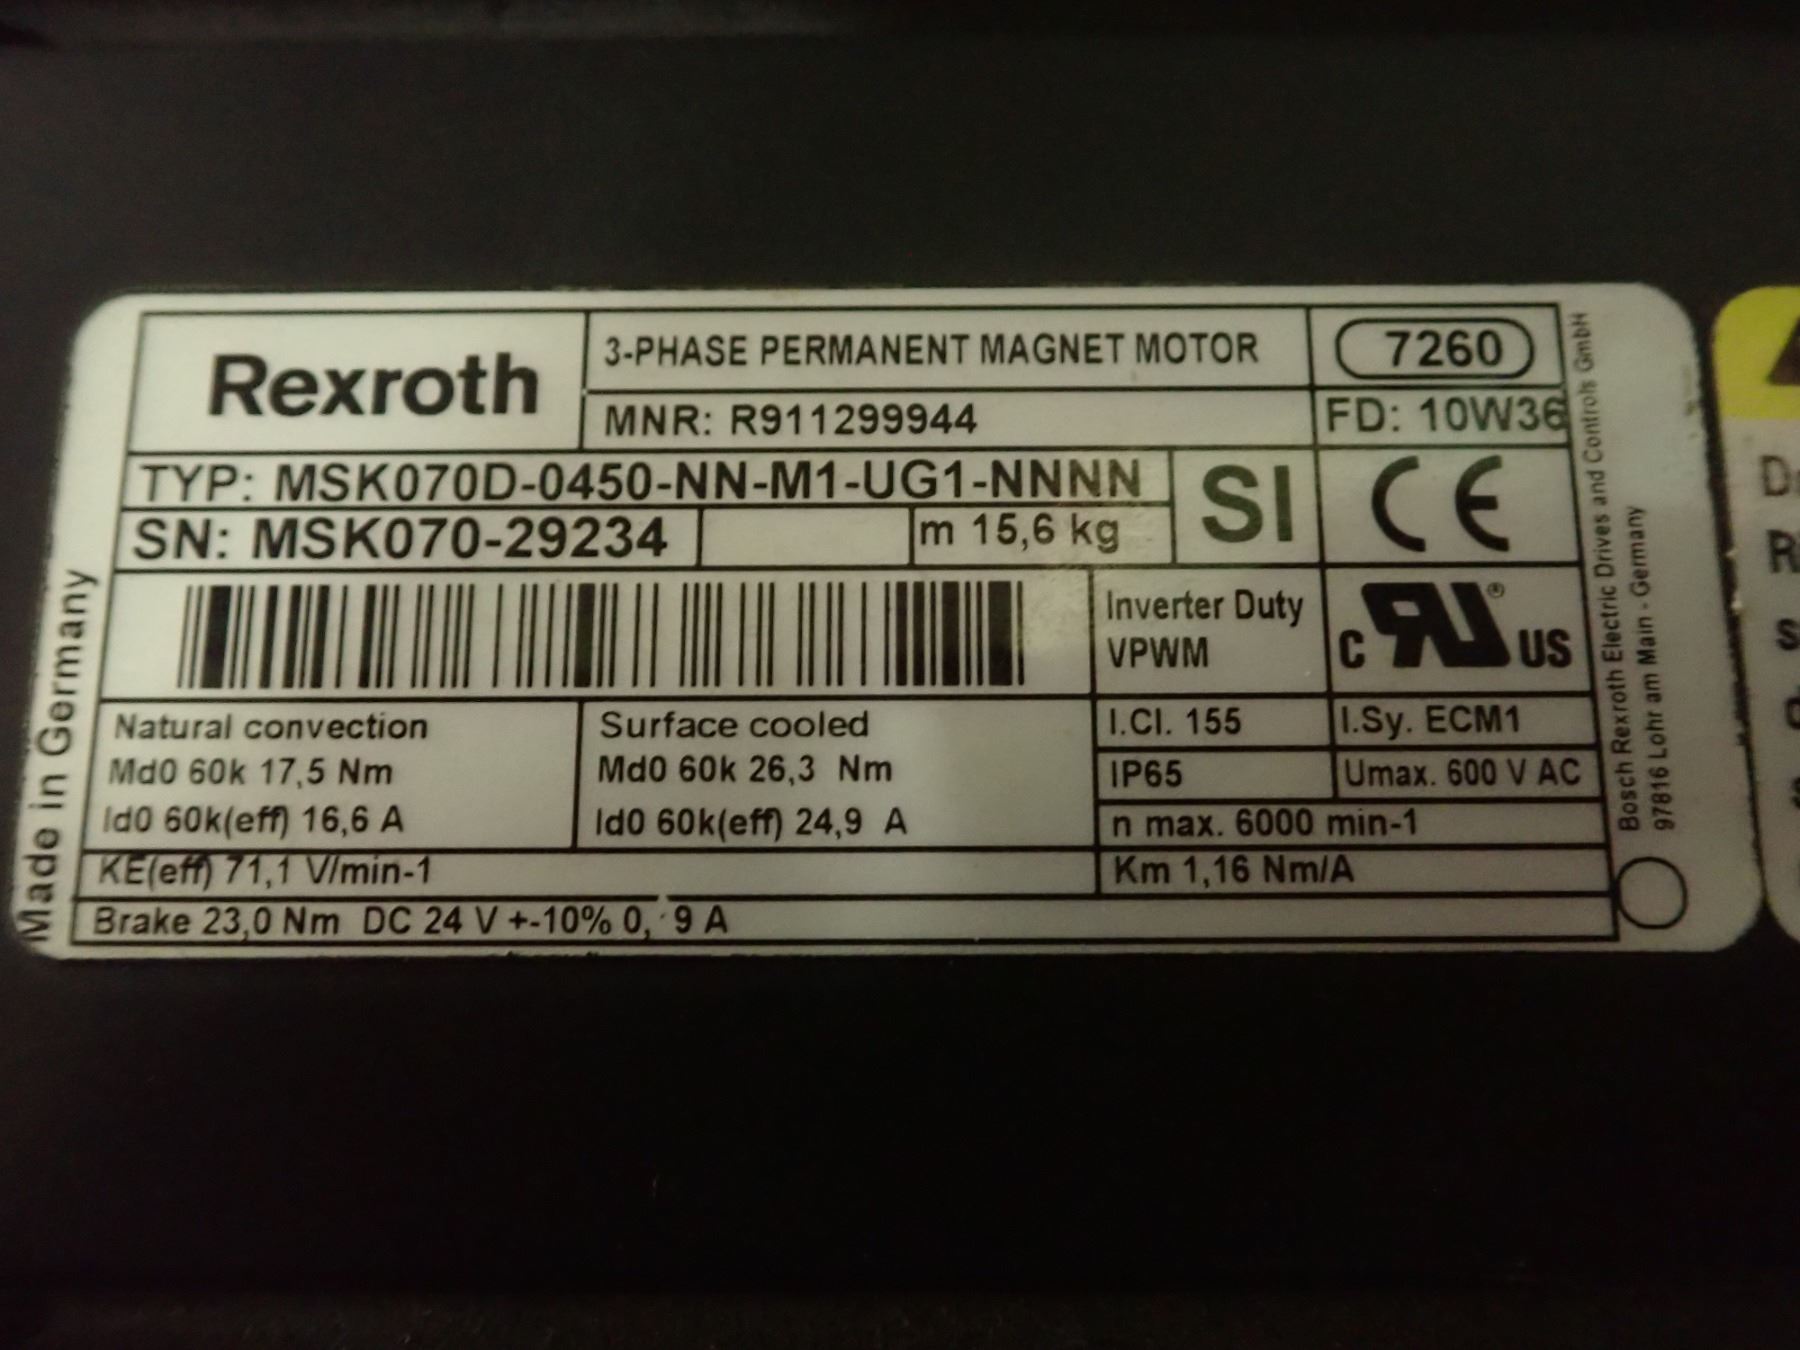 Rexroth
3-PHASE PERMANENT MAGNET MOTOR
7260
MNR: R911299944
FD: 10W36
TYP: MSK070D-0450-NN-M1-UG1-NNNN
SI
CE
SN: MSK070-29234
m 15,6 kg
Inverter Duty
VPWM
C RU ® US
Natural convection
Md0 60k 17,5 Nm
Id0 60k(eff) 16,6 A
Surface cooled
Md0 60k 26,3 Nm
Id0 60k(eff) 24,9 A
I.Cl. 155
I.Sy. ECM1
IP65
Umax. 600 V AC
n max. 6000 min-1
KE(eff) 71,1 V/min-1
Km 1,16 Nm/A
Brake 23,0 Nm DC 24 V +-10% 0, 9 A
Made in Germany
Bosch Rexroth Electric Drives and Controls GmbH
97816 Lohr am Main - Germany